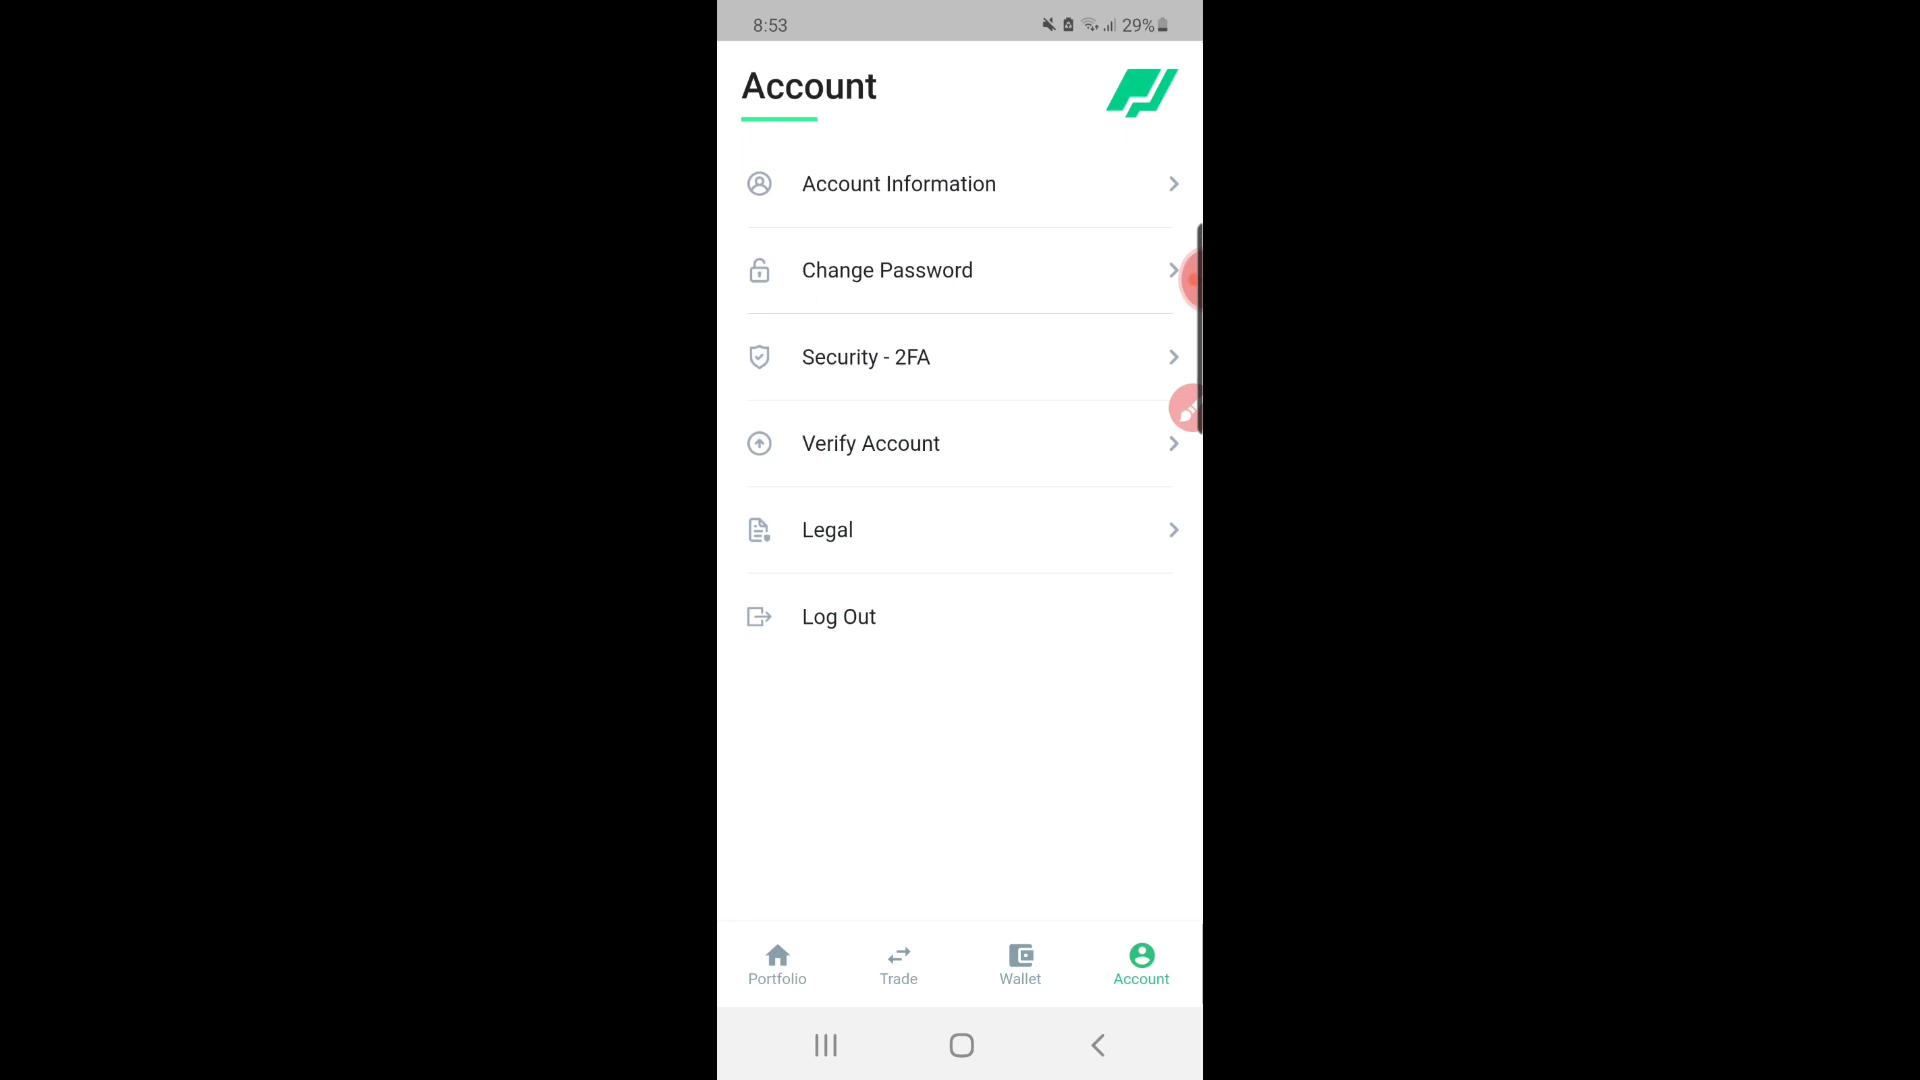 8:53
29%
Account
Account Information
Change Password
Security - 2FA
Verify Account
Legal
Log Out
Portfolio
Trade
Wallet
Account